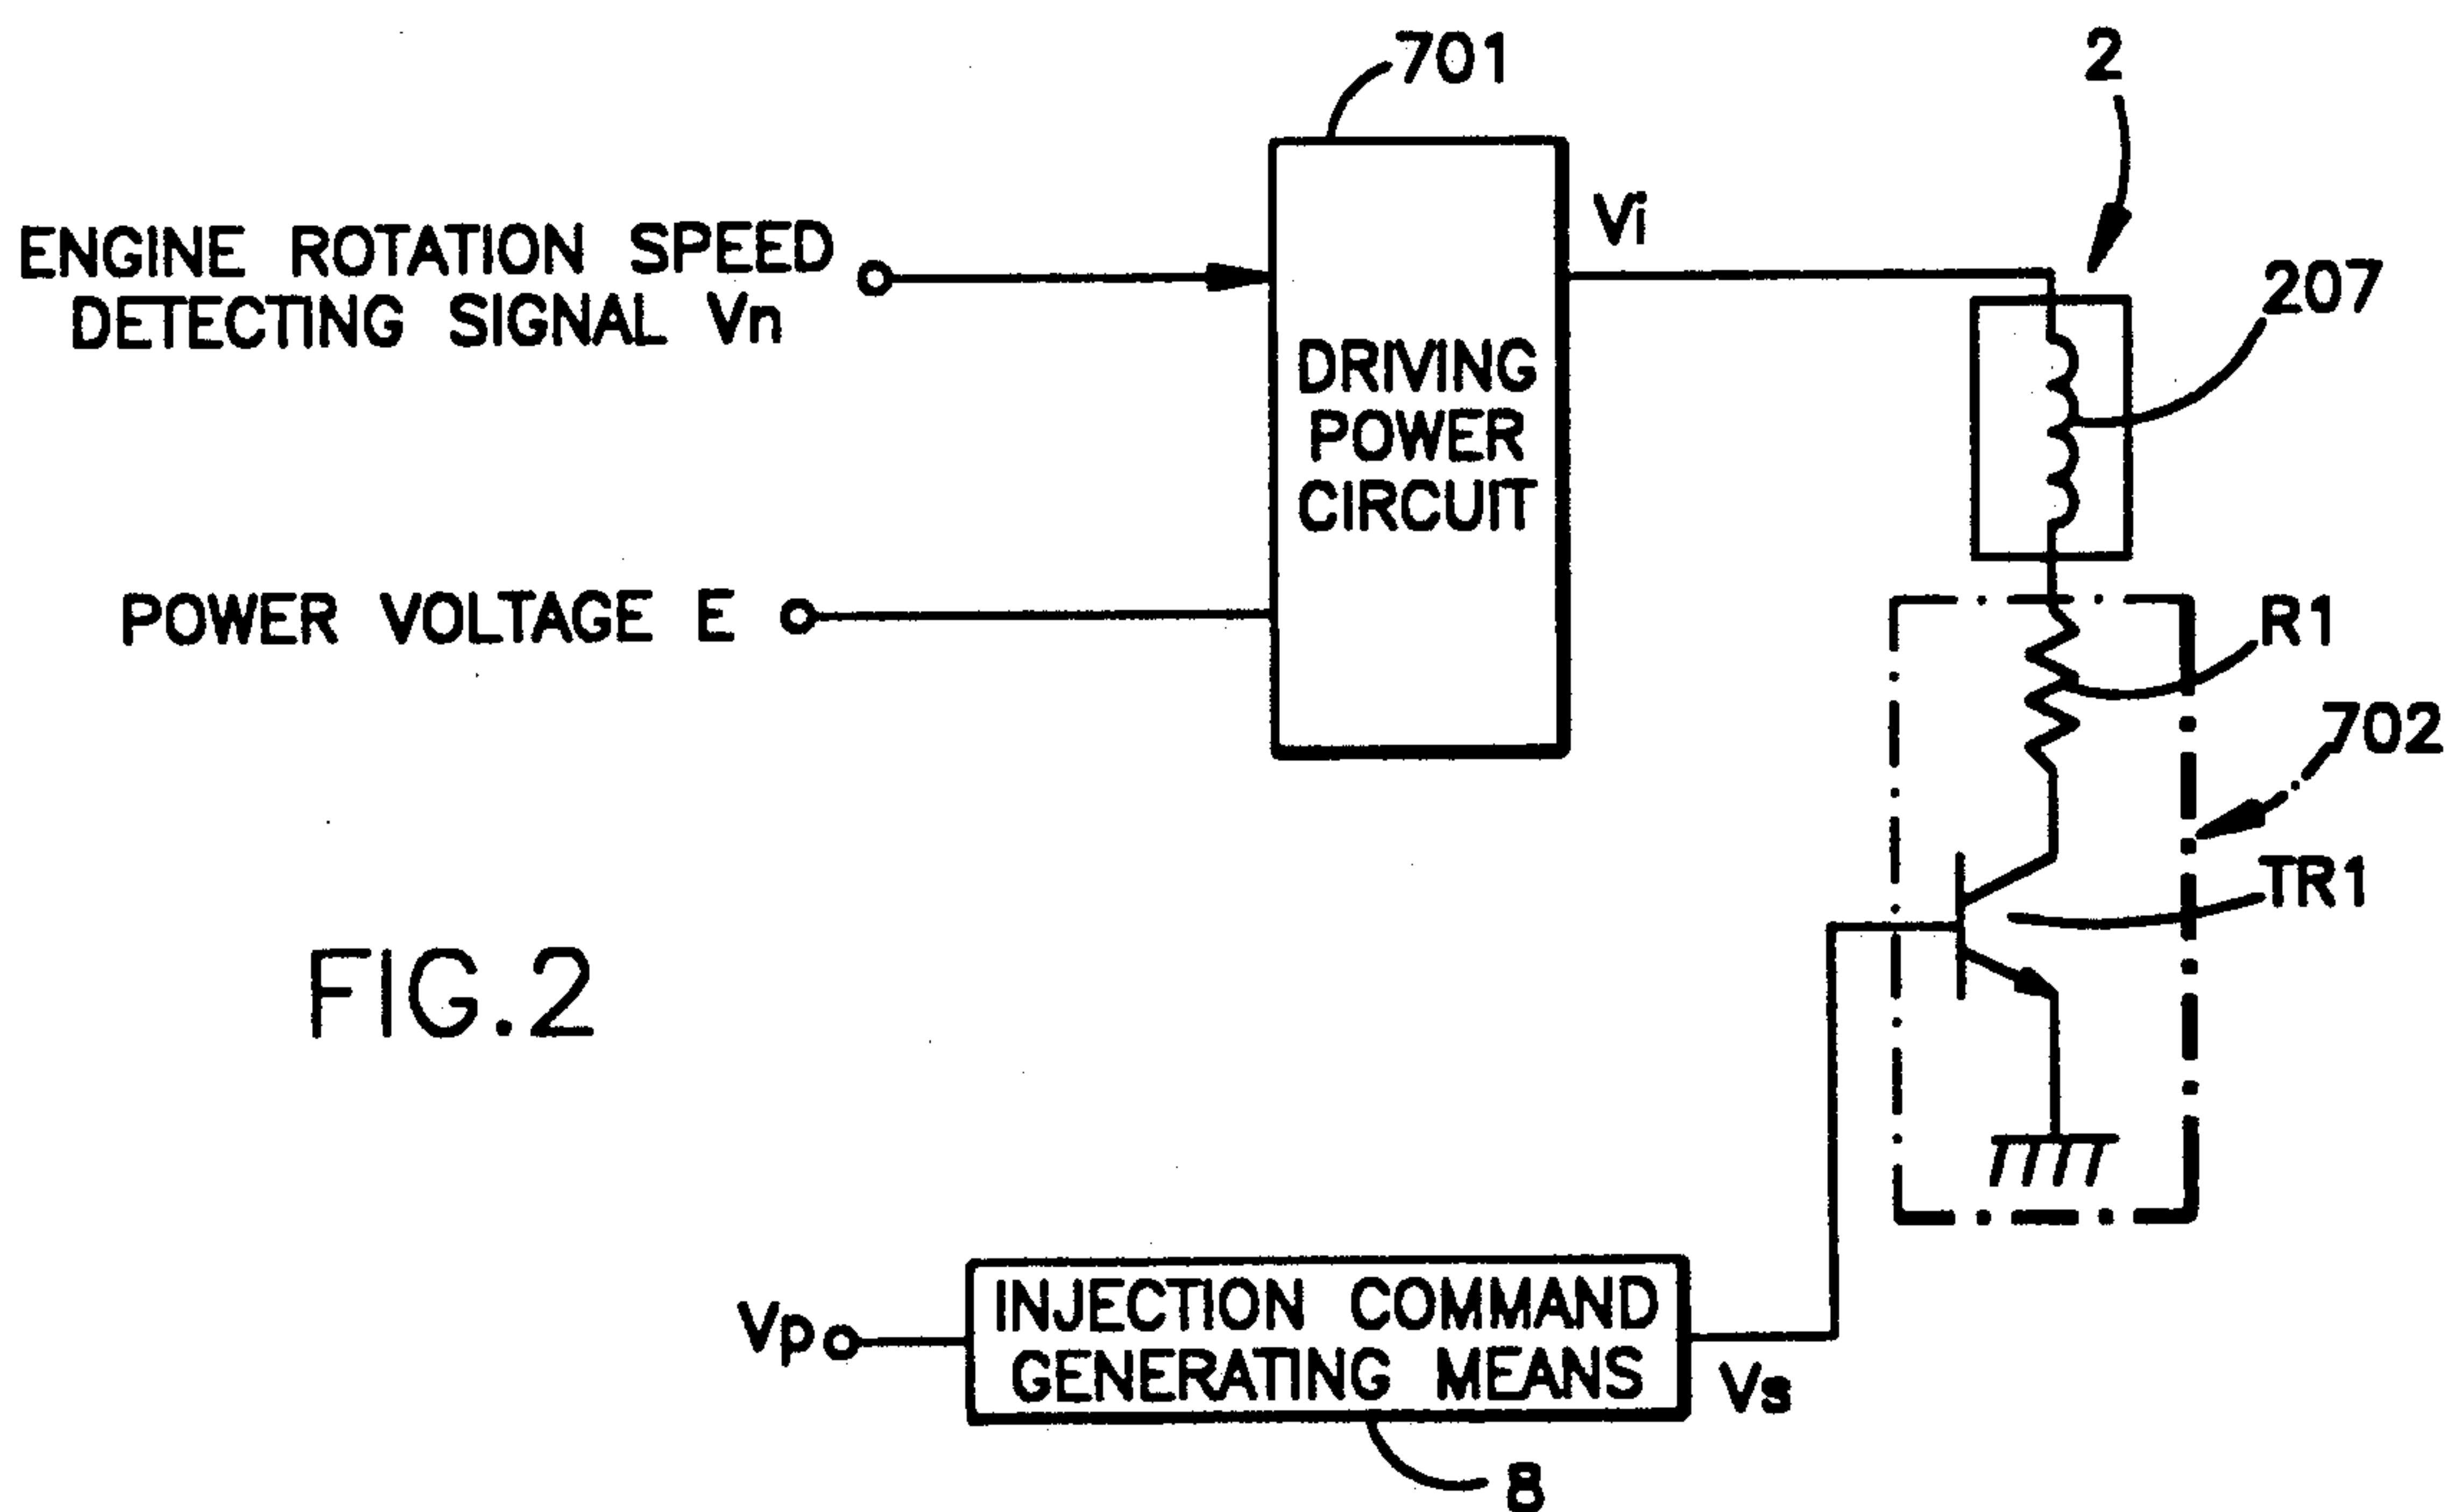 701
2
Vi
ENGINE ROTATION SPEED
DETECTING SIGNAL Vn
207
DRIVING
POWER
CIRCUIT
POWER VOLTAGE E
R1
702
TR1
FIG.2
Vp
INJECTION COMMAND
GENERATING MEANS
Vs
8